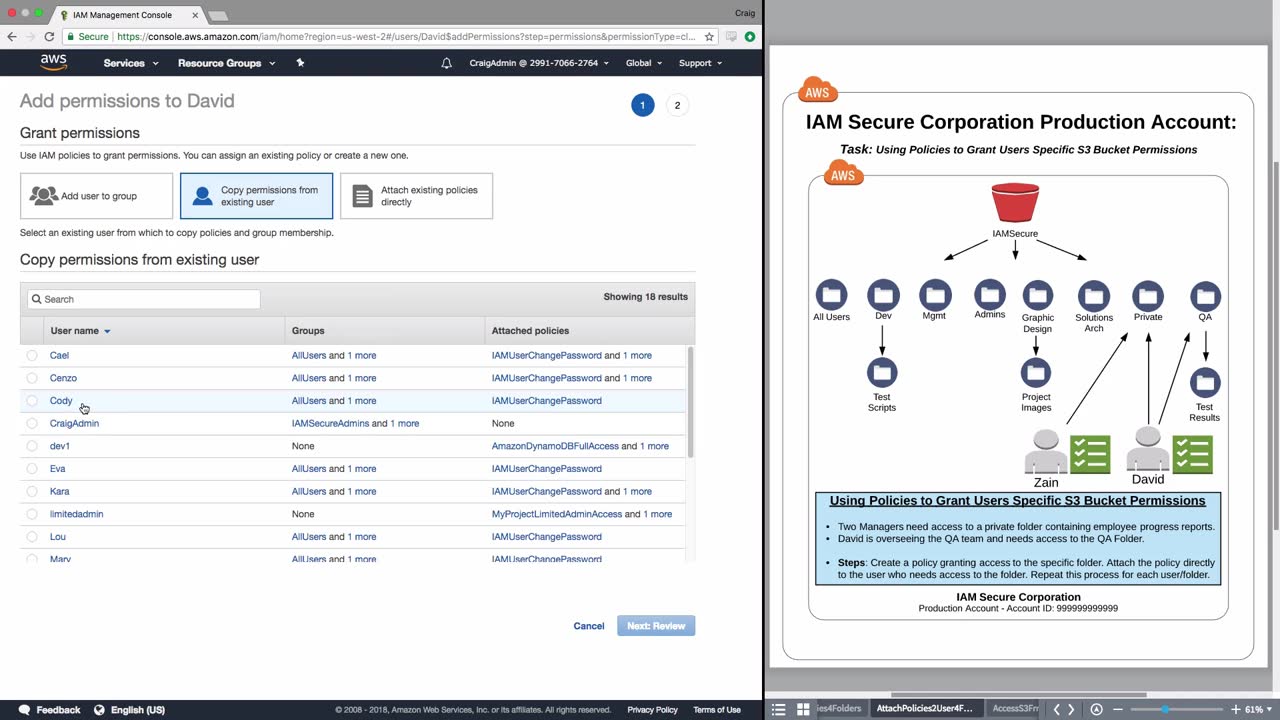 IAM Management Console
Craig
Secure | https://console.aws.amazon.com/iam/home?region=us-west-2#/users/David$addPermissions?step=permissions&permissionType=cl...
aws
Services
Resource Groups
CraigAdmin @ 2991-7066-2764
Global
Support
Add permissions to David
1
2
Grant permissions
Use IAM policies to grant permissions. You can assign an existing policy or create a new one.
Add user to group
Copy permissions from
existing user
Attach existing policies
directly
Select an existing user from which to copy policies and group membership.
Copy permissions from existing user
Search
Showing 18 results
User name
Groups
Attached policies
Cael
AllUsers and 1 more
IAMUserChangePassword and 1 more
Cenzo
AllUsers and 1 more
IAMUserChangePassword and 1 more
Cody
AllUsers and 1 more
IAMUserChangePassword
CraigAdmin
IAMSecureAdmins and 1 more
None
dev1
None
AmazonDynamoDBFullAccess and 1 more
Eva
AllUsers and 1 more
IAMUserChangePassword
Kara
AllUsers and 1 more
IAMUserChangePassword
limitedadmin
None
MyProjectLimitedAdminAccess and 1 more
Lou
AllUsers and 1 more
IAMUserChangePassword
Mary
AllUsers and 1 more
IAMUserChangePassword
Cancel
Next: Review
Feedback
English (US)
© 2008 - 2018, Amazon Web Services, Inc. or its affiliates. All rights reserved.
Privacy Policy
Terms of Use
AWS
IAM Secure Corporation Production Account:
Task: Using Policies to Grant Users Specific S3 Bucket Permissions
AWS
IAMSecure
All Users
Dev
Mgmt
Admins
Graphic
Design
Solutions
Arch
Private
QA
Test
Scripts
Project
Images
Test
Results
Zain
David
Using Policies to Grant Users Specific S3 Bucket Permissions
• Two Managers need access to a private folder containing employee progress reports.
• David is overseeing the QA team and needs access to the QA Folder.
• Steps: Create a policy granting access to the specific folder. Attach the policy directly
to the user who needs access to the folder. Repeat this process for each user/folder.
IAM Secure Corporation
Production Account - Account ID: 999999999999
ies4Folders
AttachPolicies2User4F...
AccessS3Fr
61%